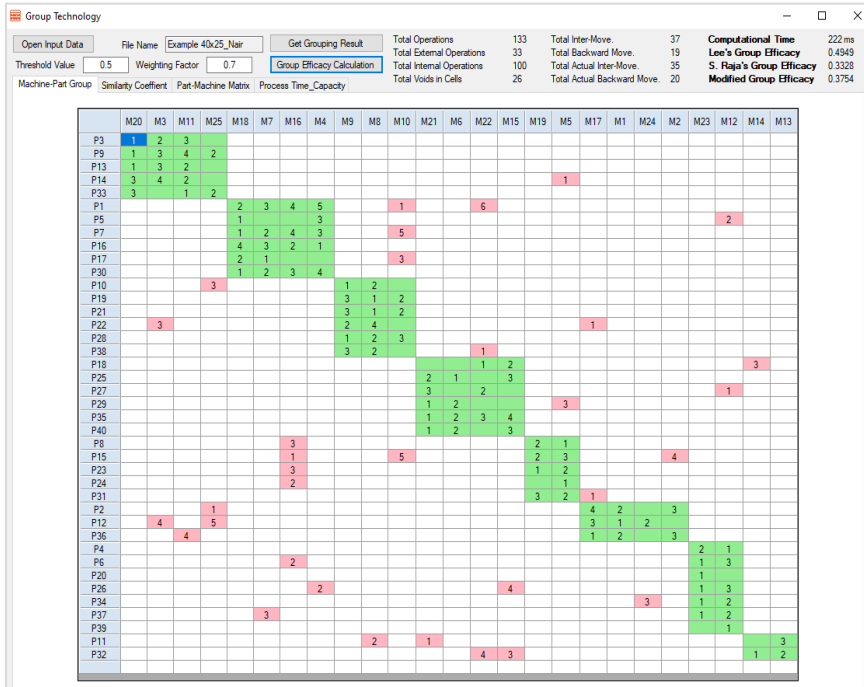 Group Technology
Open Input Data File Name Example 40x25_Nair Get Grouping Result Total Operations 133 Total Inter-Move. 37 Computational Time 222 ms
Total External Operations 33 Total Backward Move. 19 Lee's Group Efficacy 0.4949
Threshold Value 0.5 Weighting Factor 0.7 Group Efficacy Calculation Total Internal Operations 100 Total Actual Inter-Move. 35 S. Raja's Group Efficacy 0.3328
Total Voids in Cells 26 Total Actual Backward Move. 20 Modified Group Efficacy 0.3754
Machine-Part Group Similarity Coeffient Part-Machine Matrix Process Time_Capacity
M20 M3 M11 M25 M18 M7 M16 M4 M9 M8 M10 M21 M6 M22 M15 M19 M5 M17 M1 M24 M2 M23 M12 M14 M13
P3 1 2 3
P9 1 3 4 2
P13 1 3 2
P14 3 4 2 1
P33 3 1 2
P1 2 3 4 5 1 6
P5 1 3 2
P7 1 2 4 3 5
P16 4 3 2 1
P17 2 1 3
P30 1 2 3 4
P10 3 1 2
P19 3 1 2
P21 3 1 2
P22 3 2 4 1
P28 1 2 3
P38 3 2 1
P18 1 2 3
P25 2 1 3
P27 3 2 1
P29 1 2 3
P35 1 2 3 4
P40 1 2 3
P8 3 2 1
P15 1 5 2 3 4
P23 3 1 2
P24 2 1
P31 3 2 1
P2 1 4 2 3
P12 4 5 3 1 2
P36 4 1 2 3
P4 2 1
P6 2 1 3
P20 1
P26 2 4 1 3
P34 3 1 2
P37 3 1 2
P39 1
P11 2 1 3
P32 4 3 1 2